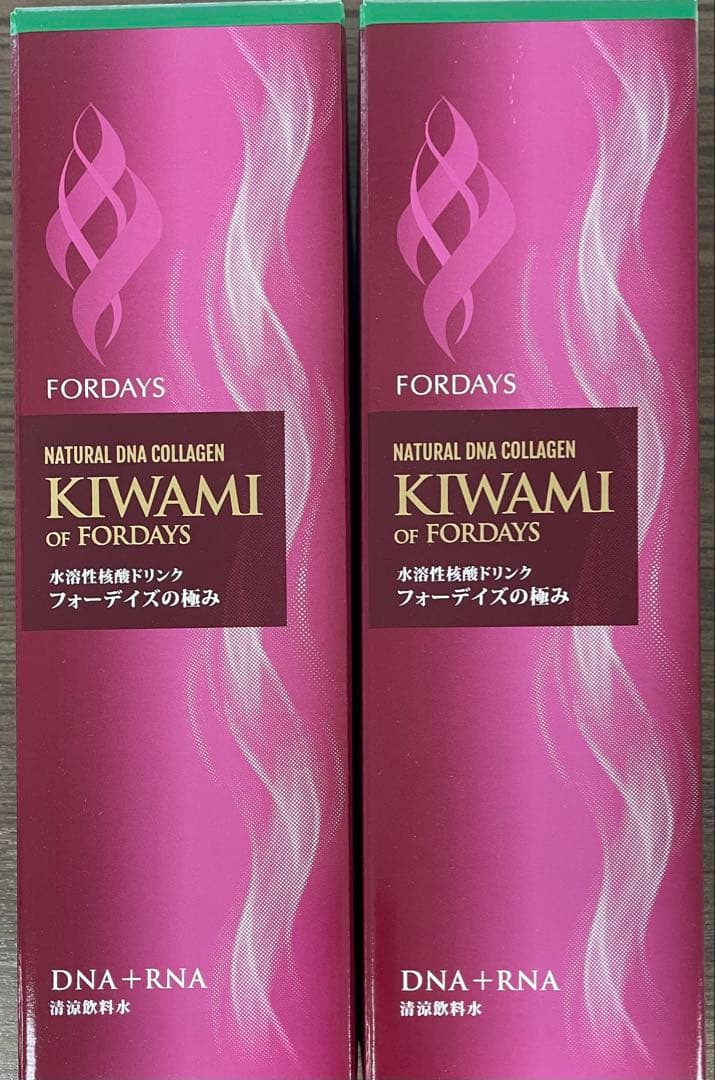 FORDAYS
NATURAL DNA COLLAGEN
KIWAMI
OF FORDAYS
水溶性核酸ドリンク
フォーデイズの極み
DNA+RNA
清涼飲料水
FORDAYS
NATURAL DNA COLLAGEN
KIWAMI
OF FORDAYS
水溶性核酸ドリンク
フォーデイズの極み
DNA+RNA
清涼飲料水